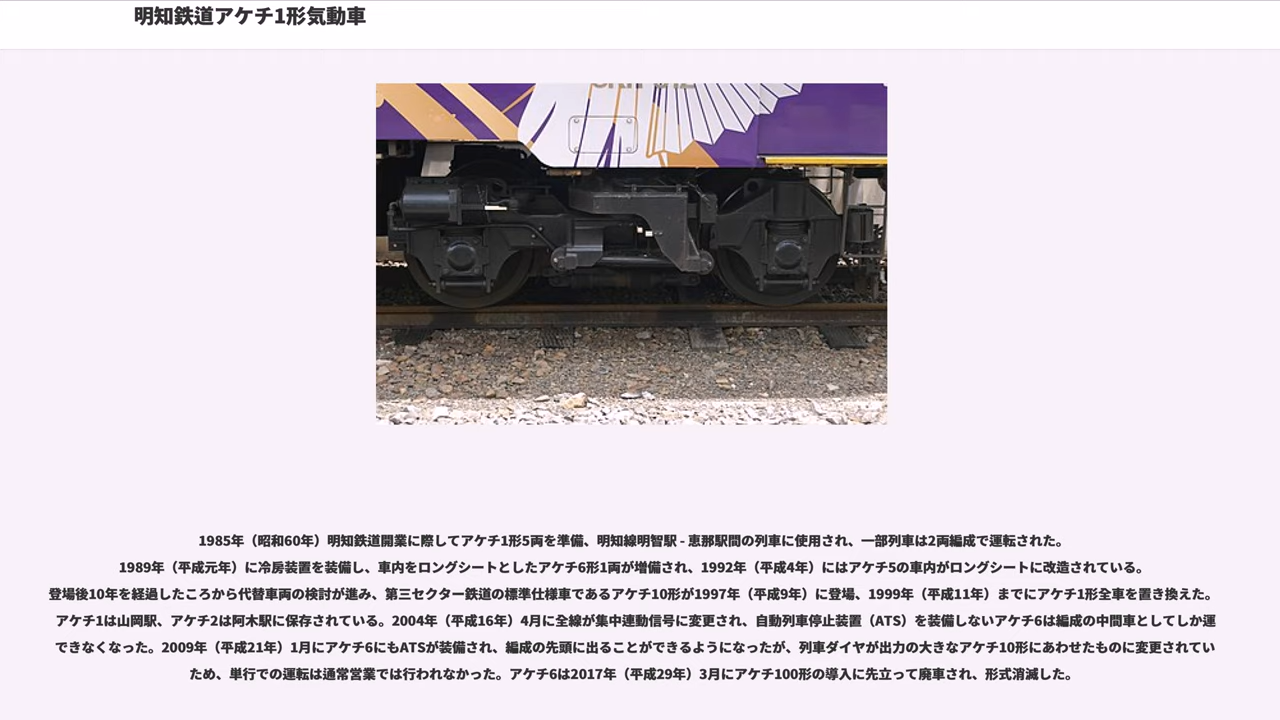 明知鉄道アケチ1形気動車
1985年（昭和60年）明知鉄道開業に際してアケチ1形5両を準備、明知線明智駅 - 恵那駅間の列車に使用され、一部列車は2両編成で運転された。
1989年（平成元年）に冷房装置を装備し、車内をロングシートとしたアケチ6形1両が増備され、1992年（平成4年）にはアケチ5の車内がロングシートに改造されている。
登場後10年を経過したころから代替車両の検討が進み、第三セクター鉄道の標準仕様車であるアケチ10形が1997年（平成9年）に登場、1999年（平成11年）までにアケチ1形全車を置き換えた。
アケチ1は山岡駅、アケチ2は阿木駅に保存されている。2004年（平成16年）4月に全線が集中連動信号に変更され、自動列車停止装置（ATS）を装備しないアケチ6は編成の中間車としてしか運
できなくなった。2009年（平成21年）1月にアケチ6にもATSが装備され、編成の先頭に出ることができるようになったが、列車ダイヤが出力の大きなアケチ10形にあわせたものに変更されてい
ため、単行での運転は通常営業では行われなかった。アケチ6は2017年（平成29年）3月にアケチ100形の導入に先立って廃車され、形式消滅した。